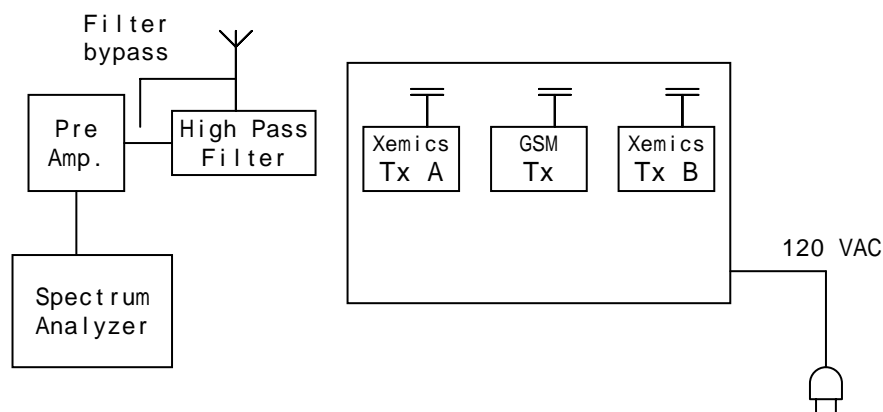 Filter
bypass
Pre
Amp.
High Pass
Filter
Spectrum
Analyzer
Xemics
Tx A
GSM
Tx
Xemics
Tx B
120 VAC